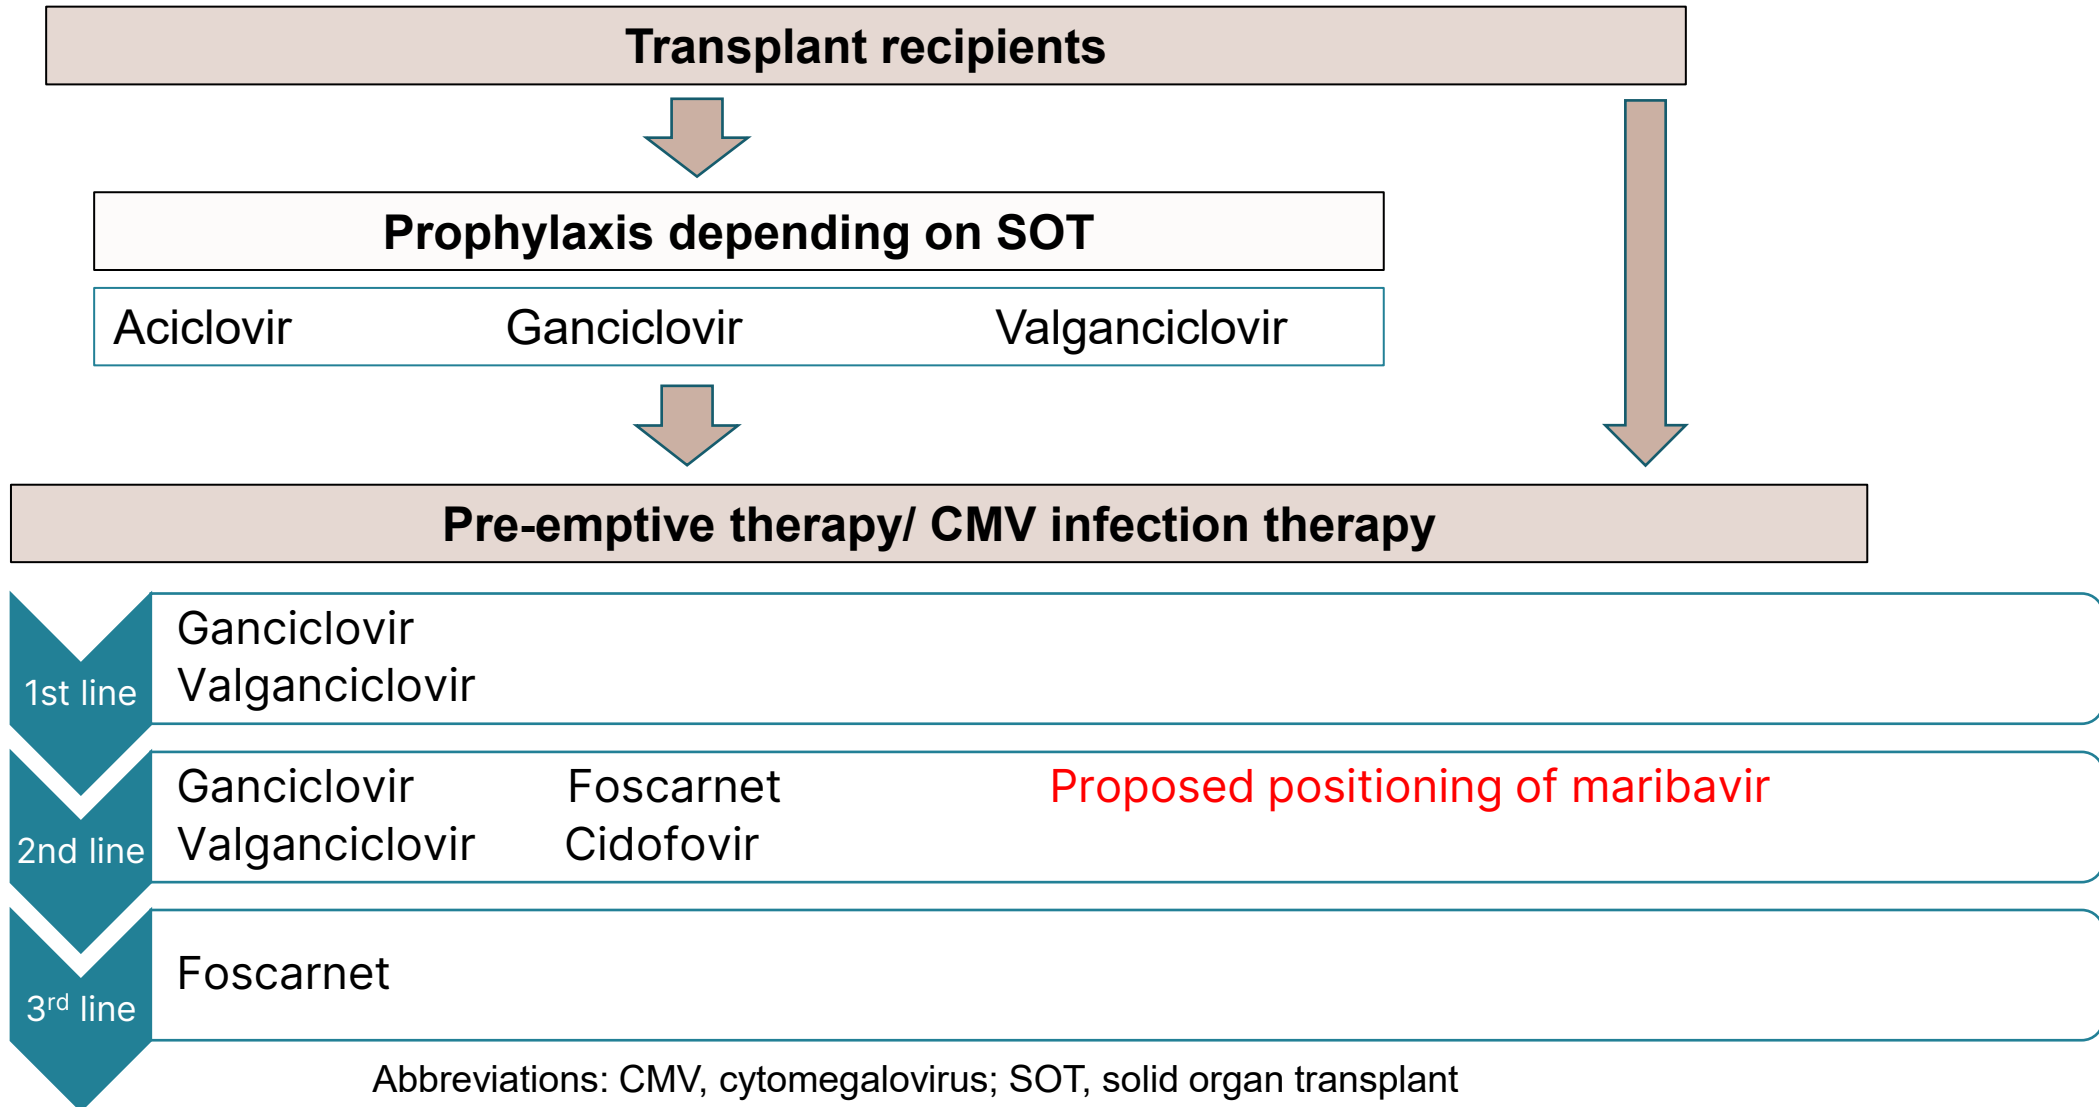 Transplant recipients
Prophylaxis depending on SOT
Aciclovir Ganciclovir Valganciclovir
Pre-emptive therapy/ CMV infection therapy
1st line
Ganciclovir
Valganciclovir
2nd line
Ganciclovir Foscarnet Proposed positioning of maribavir
Valganciclovir Cidofovir
3rd line
Foscarnet
Abbreviations: CMV, cytomegalovirus; SOT, solid organ transplant